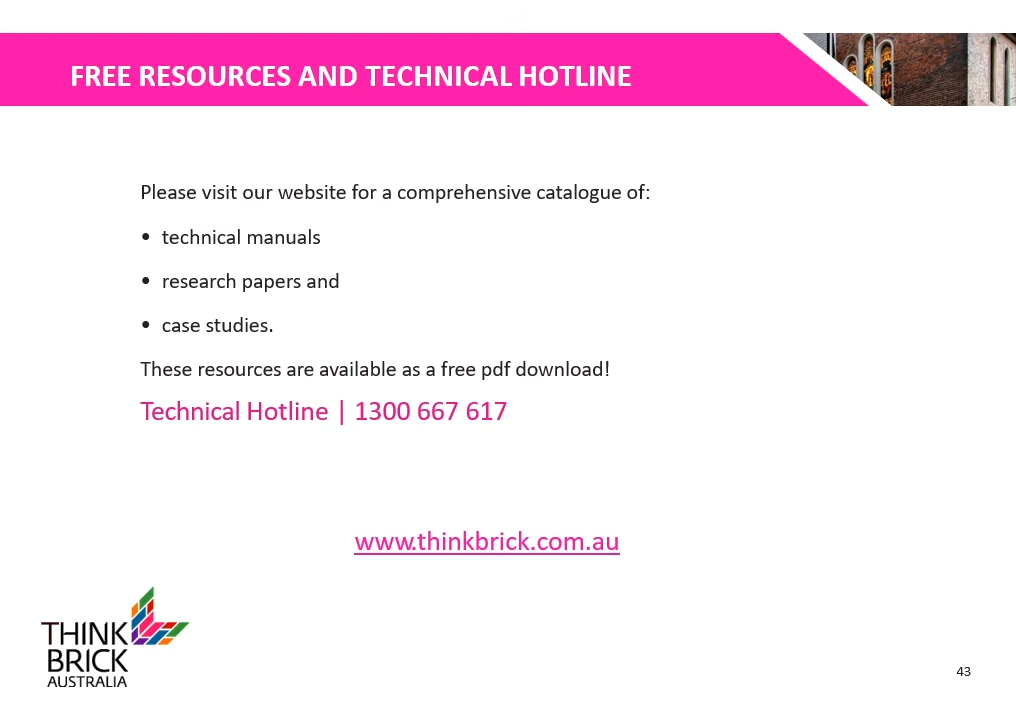 FREE RESOURCES AND TECHNICAL HOTLINE
Please visit our website for a comprehensive catalogue of:
• technical manuals
• research papers and
• case studies.
These resources are available as a free pdf download!
Technical Hotline | 1300 667 617
www.thinkbrick.com.au
THINK
BRICK
AUSTRALIA
43